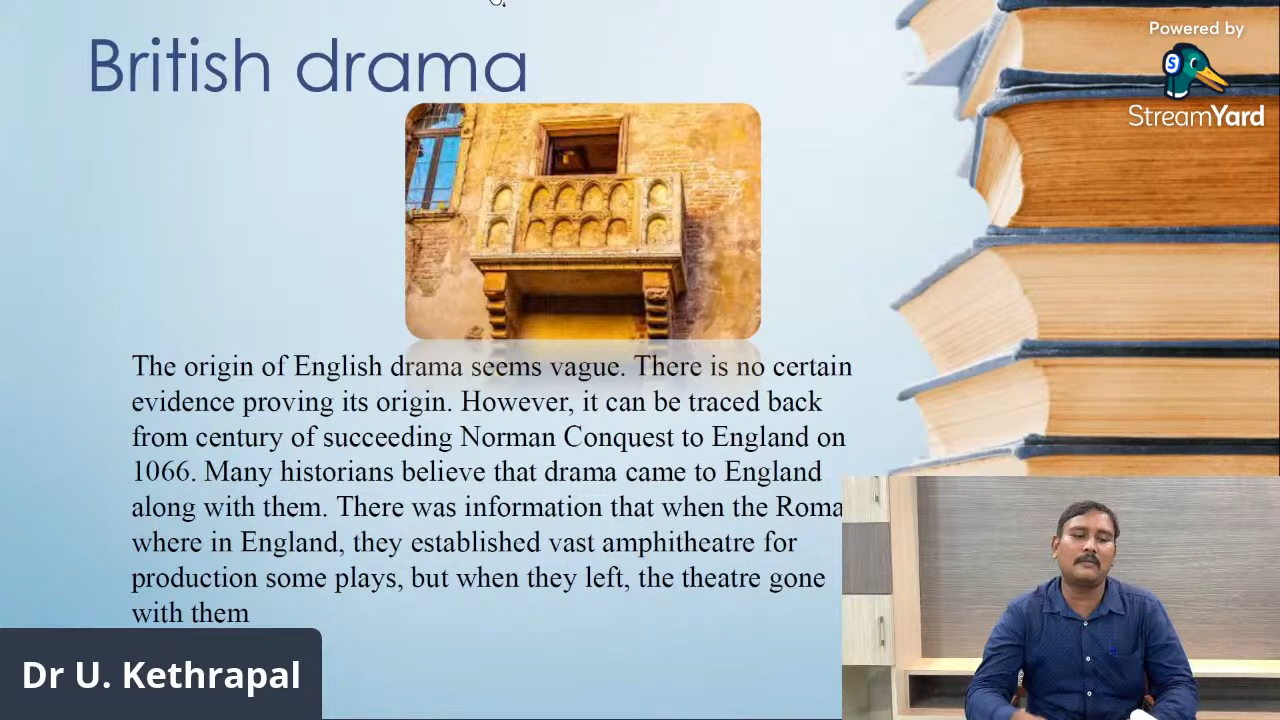 British drama
Powered by
StreamYard
The origin of English drama seems vague. There is no certain
evidence proving its origin. However, it can be traced back
from century of succeeding Norman Conquest to England on
1066. Many historians believe that drama came to England
along with them. There was information that when the Roma
where in England, they established vast amphitheatre for
production some plays, but when they left, the theatre gone
with them
Dr U. Kethrapal